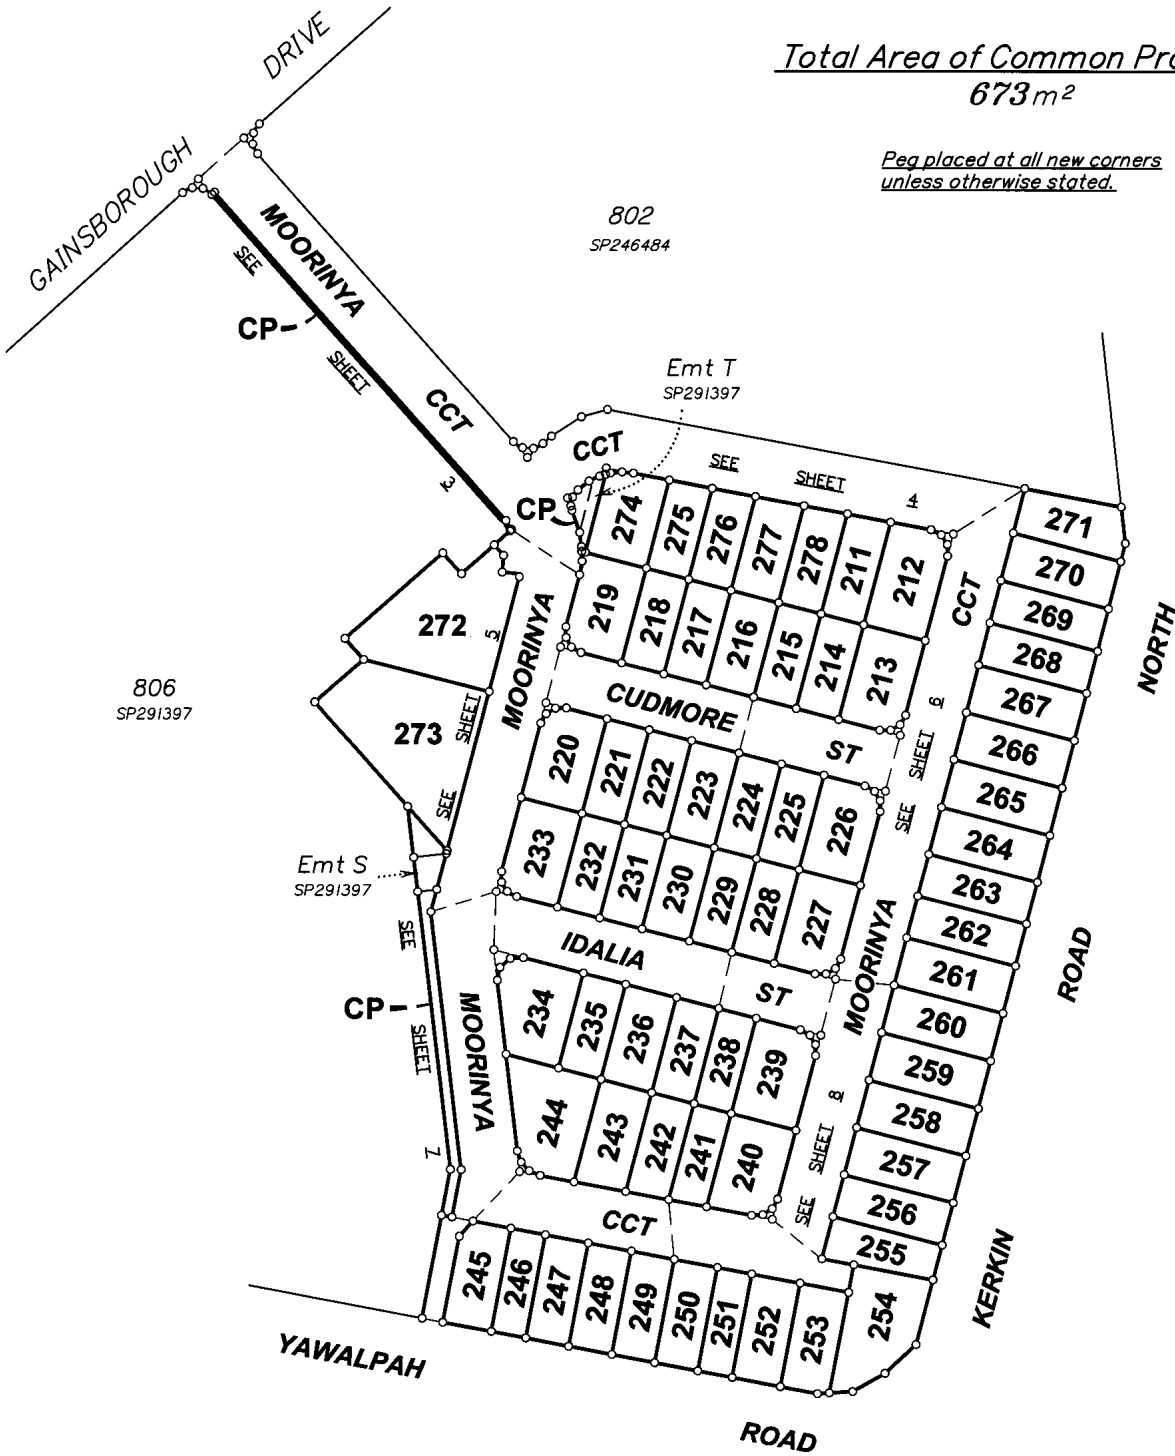 Total Area of Common Pro
673m²
Peg placed at all new corners
unless otherwise stated.
DRIVE
GAINSBOROUGH
802
SP246484
MOORINYA
SEE
CP
SHEET
CCT
3
Emt T
SP291397
CCT
SEE
SHEET
4
CP
274
275
276
277
278
211
212
271
270
269
268
267
266
265
264
263
262
261
260
259
258
257
256
255
254
NORTH
CCT
219
218
217
216
215
214
213
272
5
MOORINYA
806
SP291397
273
SHEET
SEE
CUDMORE
ST
6
SHEET
SEE
220
221
222
223
224
225
226
233
232
231
230
229
228
227
Emt S
SP291397
SEE
CP
SHEET
7
IDALIA
ST
MOORINYA
ROAD
MOORINYA
234
235
236
237
238
239
244
243
242
241
240
8
SHEET
SEE
CCT
245
246
247
248
249
250
251
252
253
KERKIN
YAWALPAH
ROAD